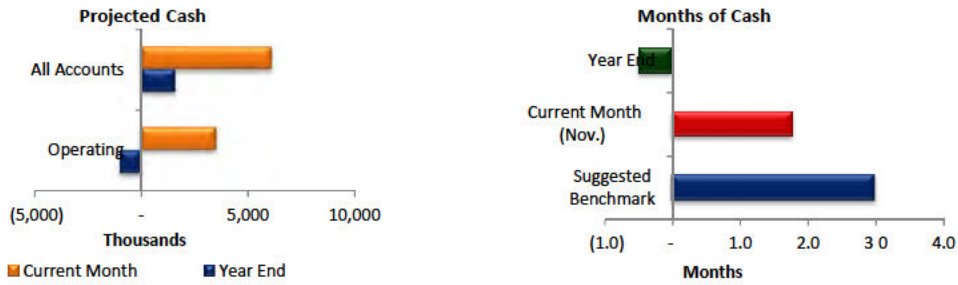 Projected Cash
All Accounts
Operating
(5,000) - 5,000 10,000
Thousands
Current Month Year End
Months of Cash
Year End
Current Month
(Nov.)
Suggested
Benchmark
(1.0) - 1.0 2.0 3 0 4.0
Months